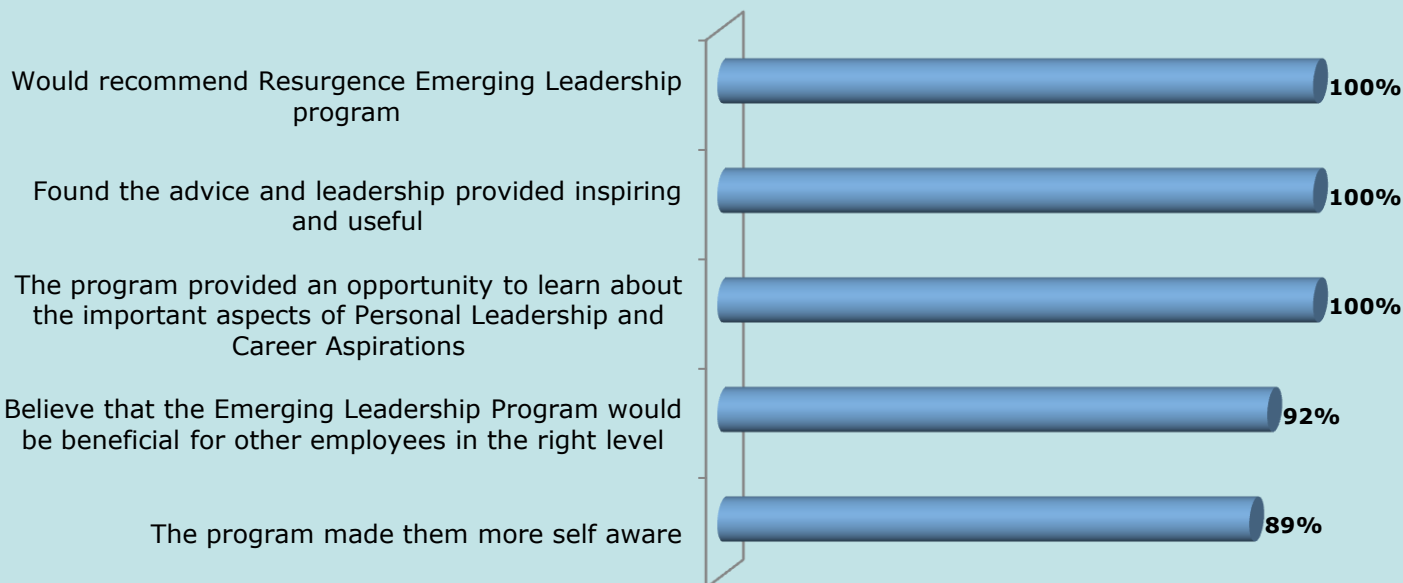 Would recommend Resurgence Emerging Leadership
program
100%
Found the advice and leadership provided inspiring
and useful
100%
The program provided an opportunity to learn about
the important aspects of Personal Leadership and
Career Aspirations
100%
Believe that the Emerging Leadership Program would
be beneficial for other employees in the right level
92%
The program made them more self aware
89%